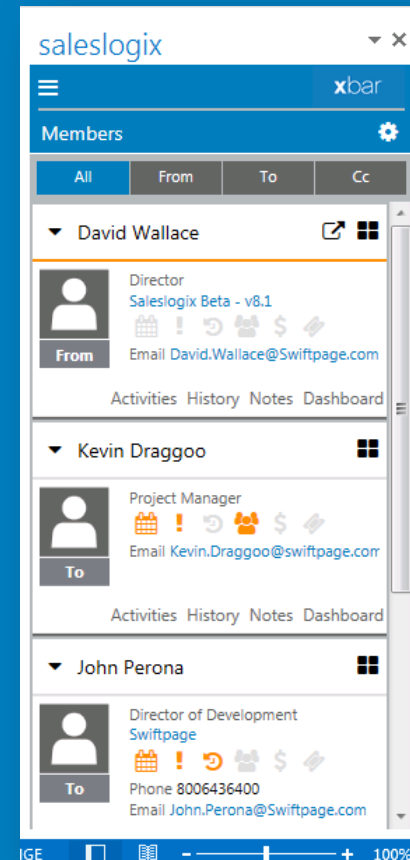 saleslogix
xbar
Members
All From To Cc
David Wallace
Director
Saleslogix Beta - v8.1
From
Email David.Wallace@Swiftpage.com
Activities History Notes Dashboard
Kevin Draggoo
Project Manager
Email Kevin.Draggoo@swiftpage.com
To
Activities History Notes Dashboard
John Perona
Director of Development
Swiftpage
To
Phone 8006436400
Email John.Perona@Swiftpage.com
IGE 100%